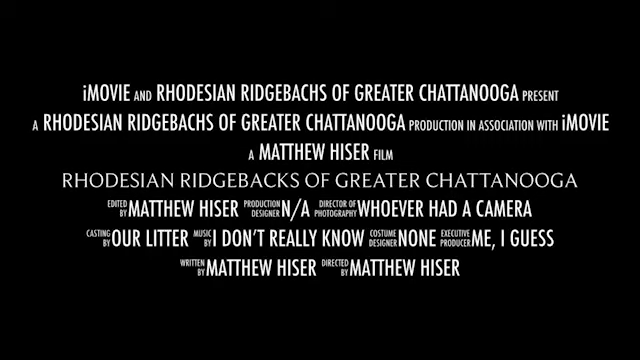 iMOVIE AND RHODESIAN RIDGEBACHS OF GREATER CHATTANOOGA PRESENT
A RHODESIAN RIDGEBACHS OF GREATER CHATTANOOGA PRODUCTION IN ASSOCIATION WITH iMOVIE
A MATTHEW HISER FILM
RHODESIAN RIDGEBACKS OF GREATER CHATTANOOGA
EDITED BY MATTHEW HISER PRODUCTION DESIGNER N/A DIRECTOR OF PHOTOGRAPHY WHOEVER HAD A CAMERA
CASTING BY OUR LITTER MUSIC BY I DON'T REALLY KNOW COSTUME DESIGNER NONE EXECUTIVE PRODUCER ME, I GUESS
WRITTEN BY MATTHEW HISER DIRECTED BY MATTHEW HISER